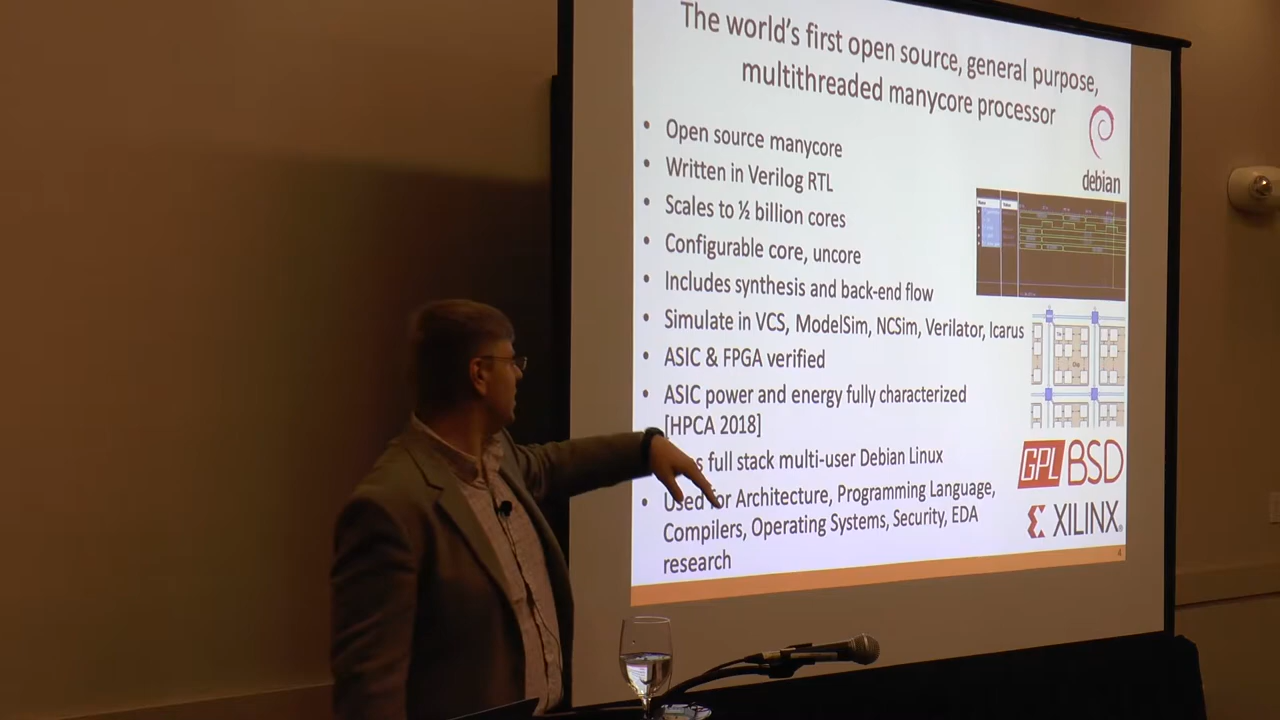 The world's first open source, general purpose,
multithreaded manycore processor
debian
• Open source manycore
• Written in Verilog RTL
• Scales to ½ billion cores
• Configurable core, uncore
• Includes synthesis and back-end flow
• Simulate in VCS, ModelSim, NCSim, Verilator, Icarus
• ASIC & FPGA verified
• ASIC power and energy fully characterized
[HPCA 2018]
full stack multi-user Debian Linux
• Used for Architecture, Programming Language,
Compilers, Operating Systems, Security, EDA
research
GPL BSD
XILINX
4